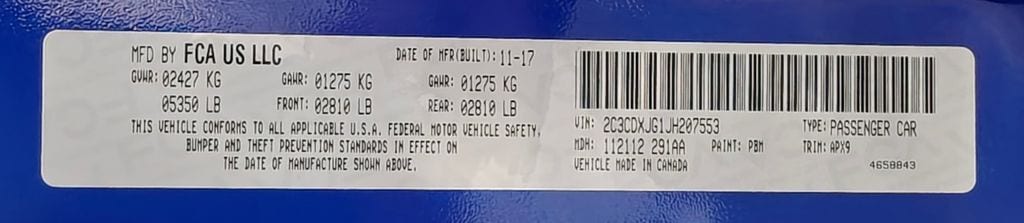 MFD BY FCA US LLC DATE OF MFR(BUILT): 11-17
GVWR: 02427 KG GAWR: 01275 KG GAWR: 01275 KG
05350 LB FRONT: 02810 LB REAR: 02810 LB
THIS VEHICLE CONFORMS TO ALL APPLICABLE U.S.A. FEDERAL MOTOR VEHICLE SAFETY,
BUMPER AND THEFT PREVENTION STANDARDS IN EFFECT ON
THE DATE OF MANUFACTURE SHOWN ABOVE.
VIN: 2C3CDXJG1JH207553 TYPE: PASSENGER CAR
MDH: 112112 291AA PAINT: PBM TRIM: APX9
VEHICLE MADE IN CANADA 4658843